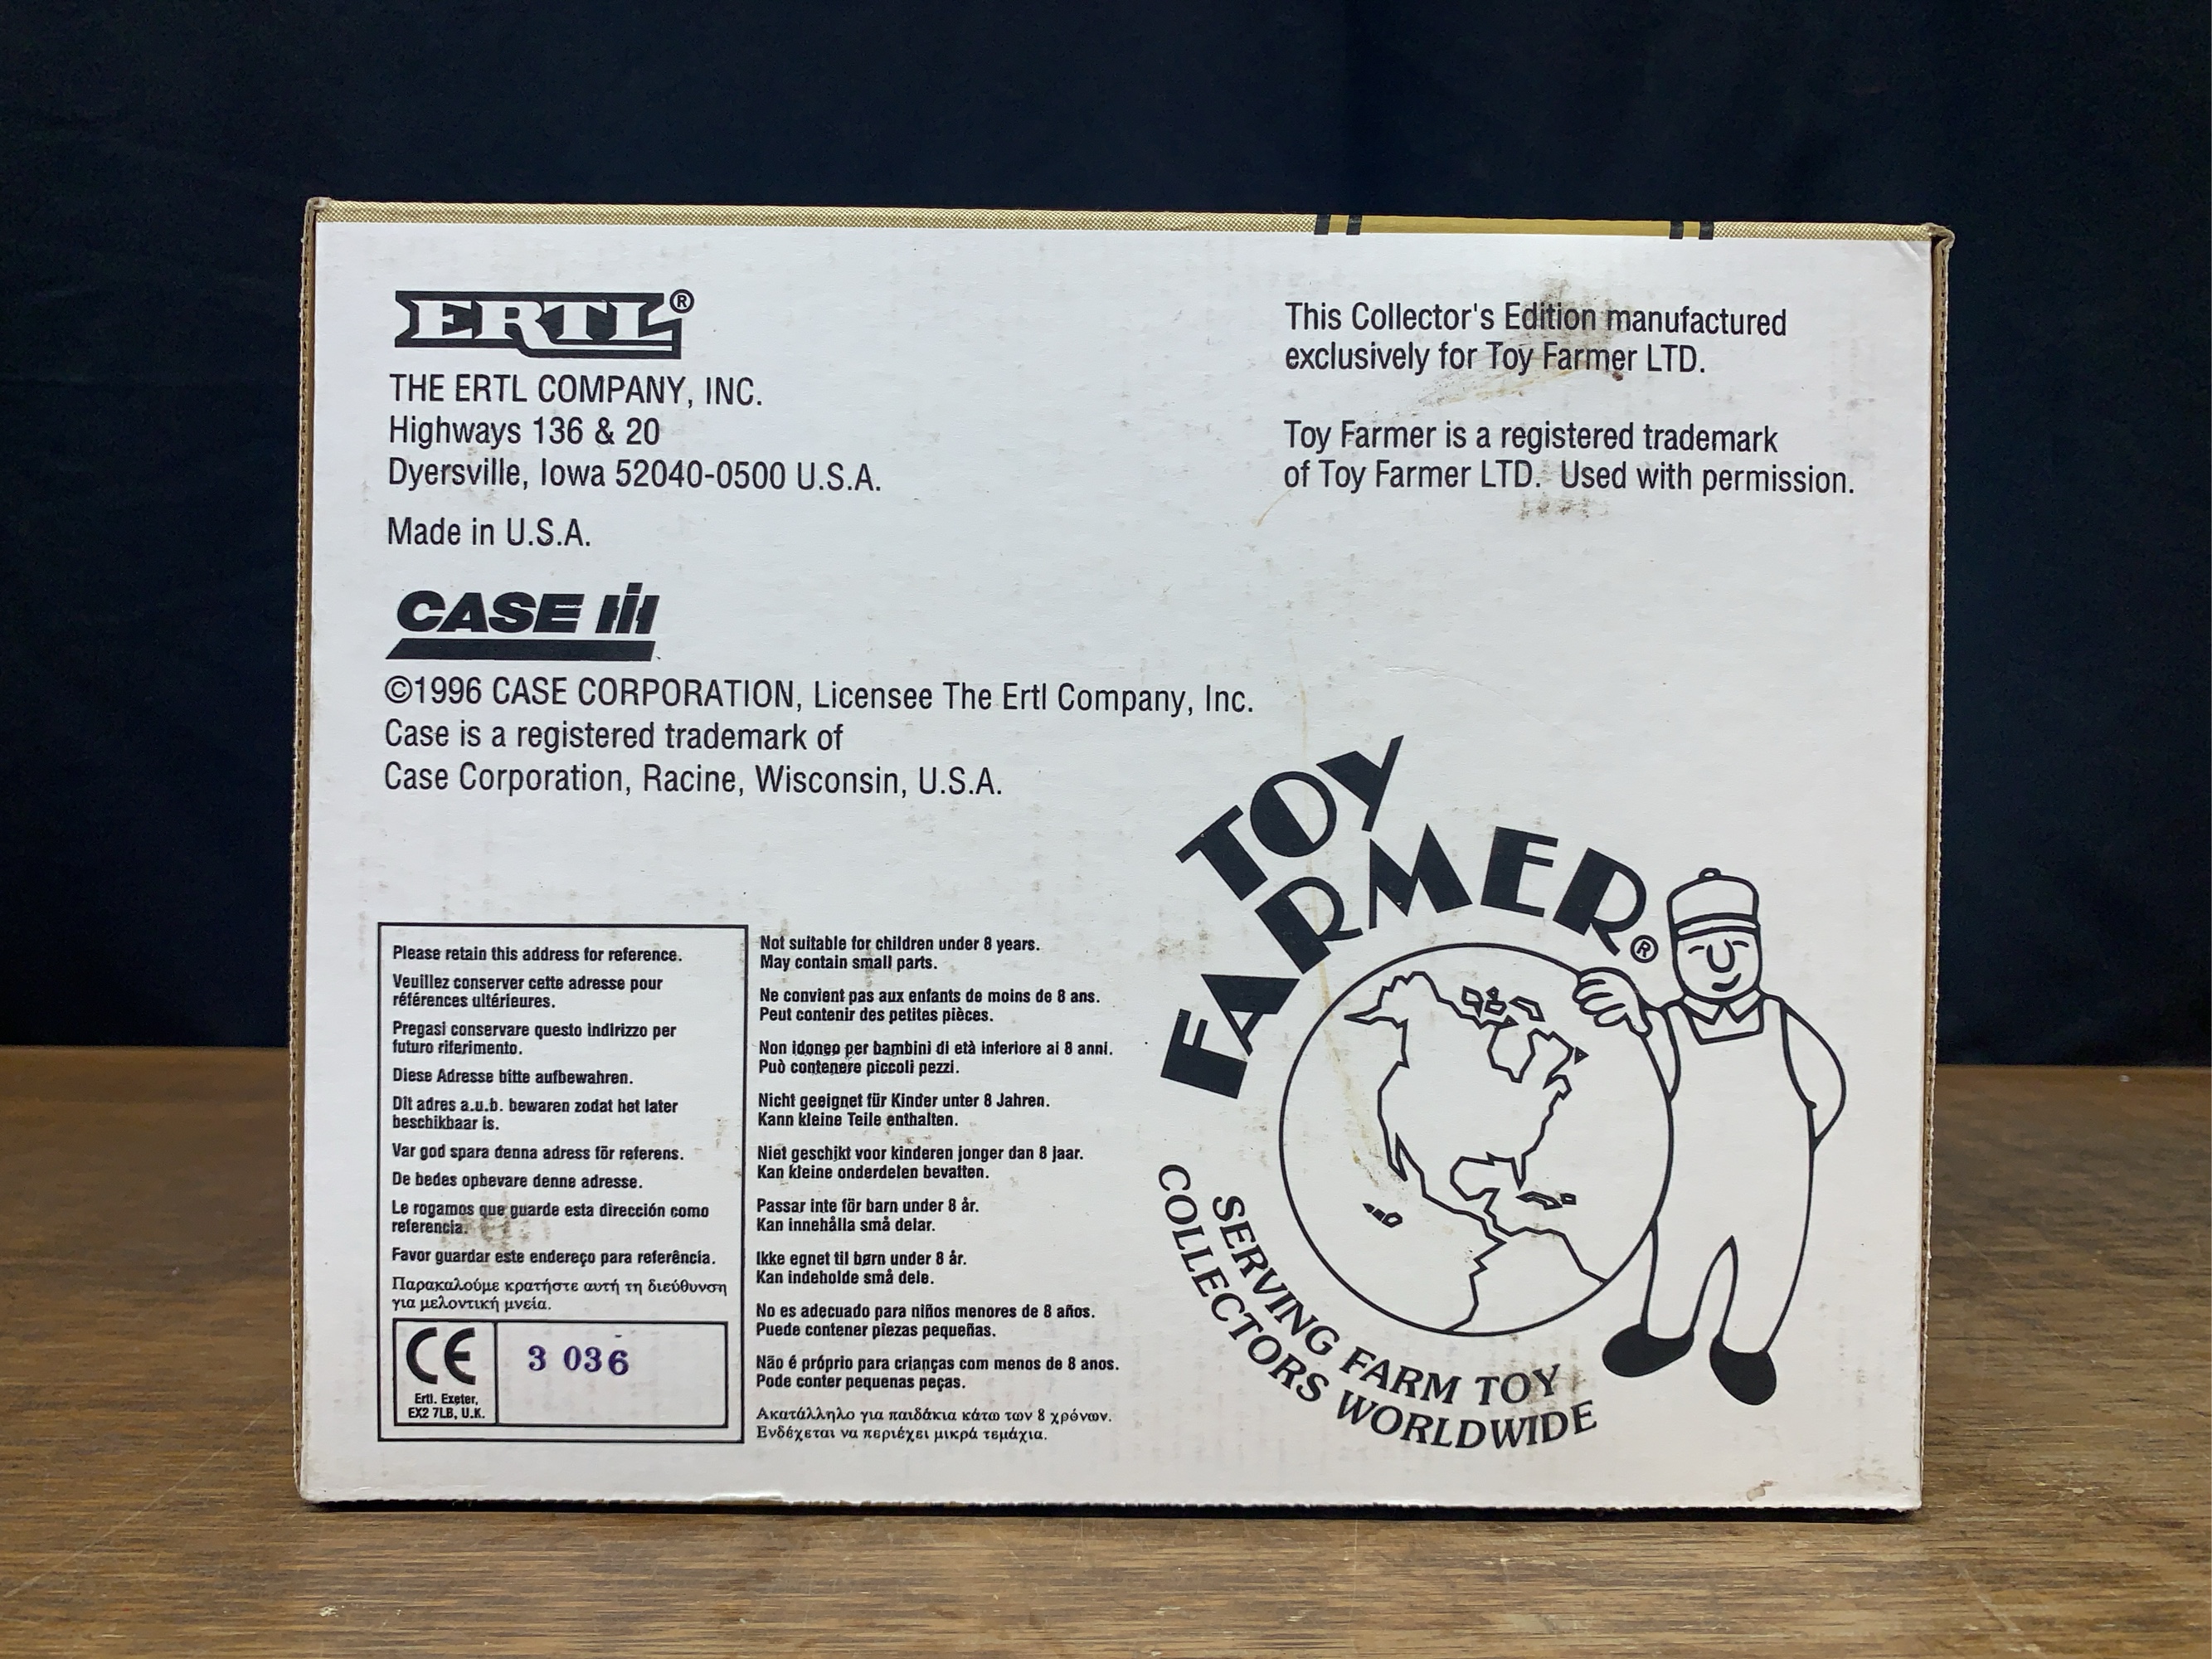 ERTL®
THE ERTL COMPANY, INC.
Highways 136 & 20
Dyersville, Iowa 52040-0500 U.S.A.
Made in U.S.A.
CASE IH
©1996 CASE CORPORATION, Licensee The Ertl Company, Inc.
Case is a registered trademark of
Case Corporation, Racine, Wisconsin, U.S.A.
This Collector's Edition manufactured
exclusively for Toy Farmer LTD.
Toy Farmer is a registered trademark
of Toy Farmer LTD. Used with permission.
Please retain this address for reference.
Veuillez conserver cette adresse pour
références ultérieures.
Pregasi conservare questo indirizzo per
futuro riferimento.
Diese Adresse bitte aufbewahren.
Dit adres a.u.b. bewaren zodat het later
beschikbaar is.
Var god spara denna adress för referens.
De bedes opbevare denne adresse.
Le rogamos que guarde esta dirección como
referencia.
Favor guardar este endereço para referência.
Παρακαλούμε κρατήστε αυτή τη διεύθυνση
για μελοντική μνεία.
CE
Ertl. Exeter,
EX2 7LB, U.K.
3 036
Not suitable for children under 8 years.
May contain small parts.
Ne convient pas aux enfants de moins de 8 ans.
Peut contenir des petites pièces.
Non idoneo per bambini di età inferiore ai 8 anni.
Può contenere piccoli pezzi.
Nicht geeignet für Kinder unter 8 Jahren.
Kann kleine Teile enthalten.
Niet geschikt voor kinderen jonger dan 8 jaar.
Kan kleine onderdelen bevatten.
Passar inte för barn under 8 år.
Kan innehålla små delar.
Ikke egnet til børn under 8 år.
Kan indeholde små dele.
No es adecuado para niños menores de 8 años.
Puede contener piezas pequeñas.
Não é próprio para crianças com menos de 8 anos.
Pode conter pequenas peças.
Ακατάλληλο για παιδάκια κάτω των 8 χρόνων.
Ενδέχεται να περιέχει μικρά τεμάχια.
TOY
FARMER®
SERVING FARM TOY
COLLECTORS WORLDWIDE